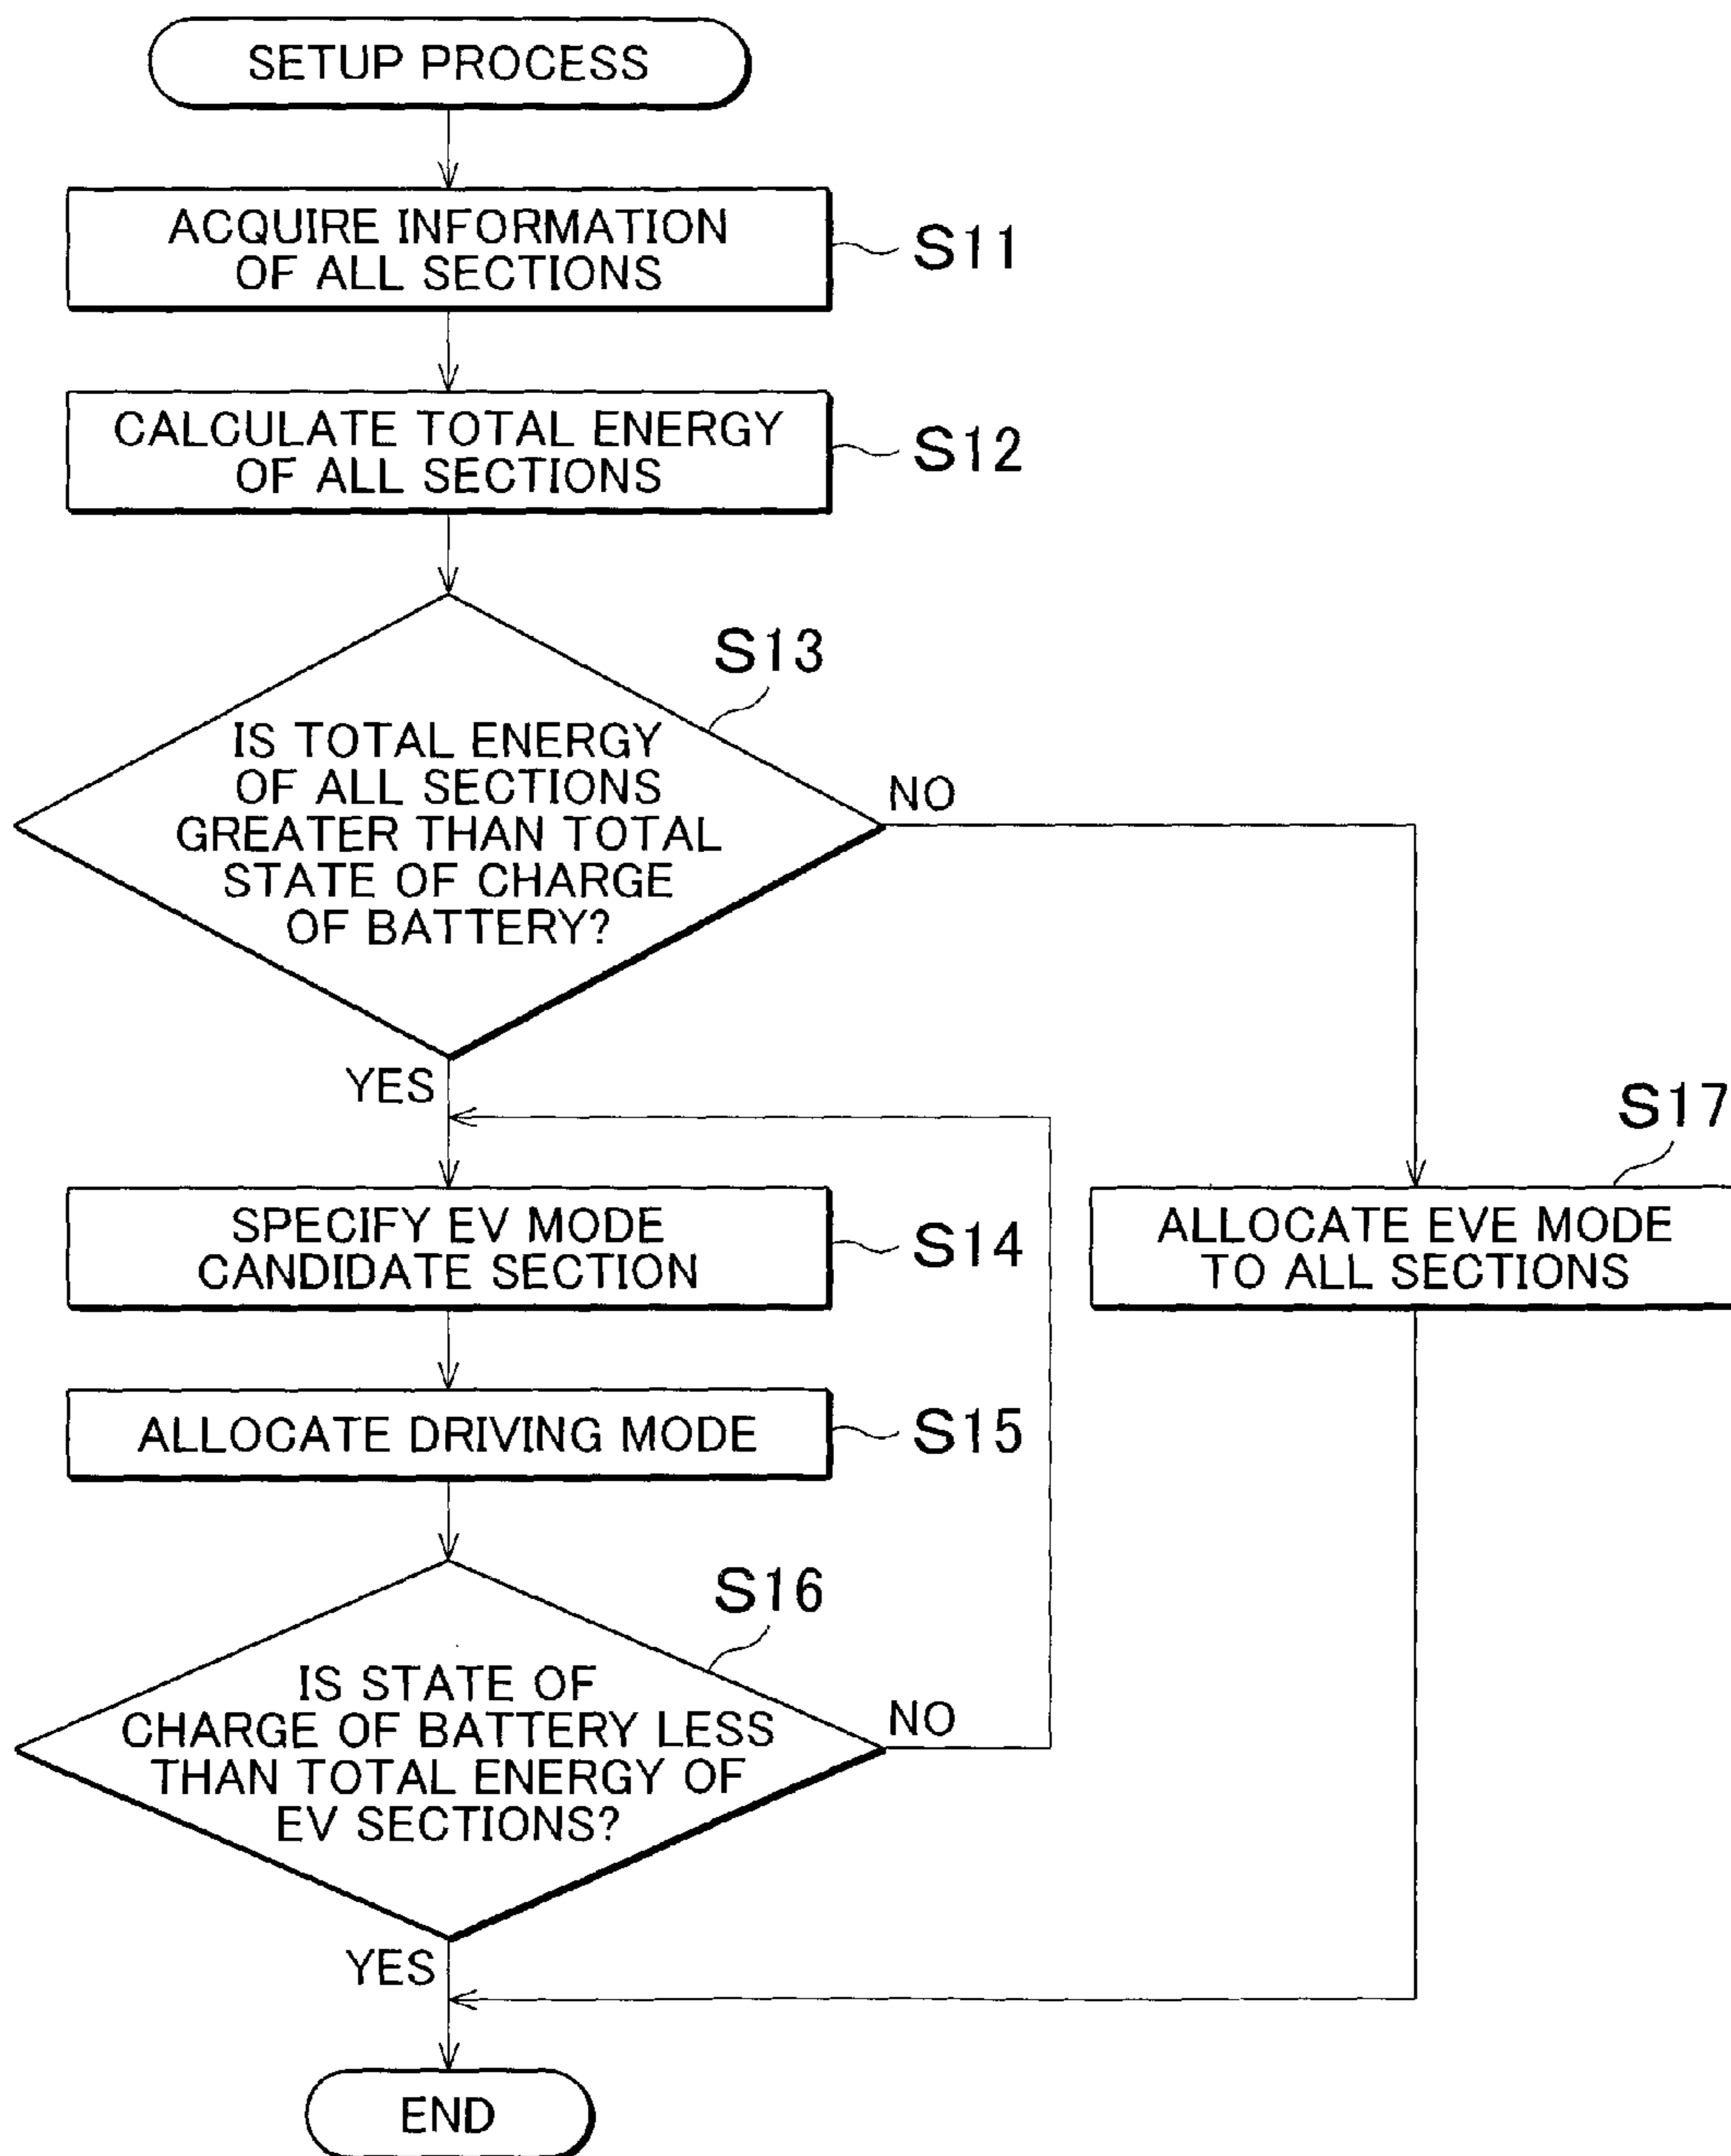 SETUP PROCESS
ACQUIRE INFORMATION
OF ALL SECTIONS
S11
CALCULATE TOTAL ENERGY
OF ALL SECTIONS
S12
S13
IS TOTAL ENERGY
OF ALL SECTIONS
GREATER THAN TOTAL
STATE OF CHARGE
OF BATTERY?
NO
YES
S17
SPECIFY EV MODE
CANDIDATE SECTION
S14
ALLOCATE EVE MODE
TO ALL SECTIONS
ALLOCATE DRIVING MODE
S15
S16
IS STATE OF
CHARGE OF BATTERY LESS
THAN TOTAL ENERGY OF
EV SECTIONS?
NO
YES
END